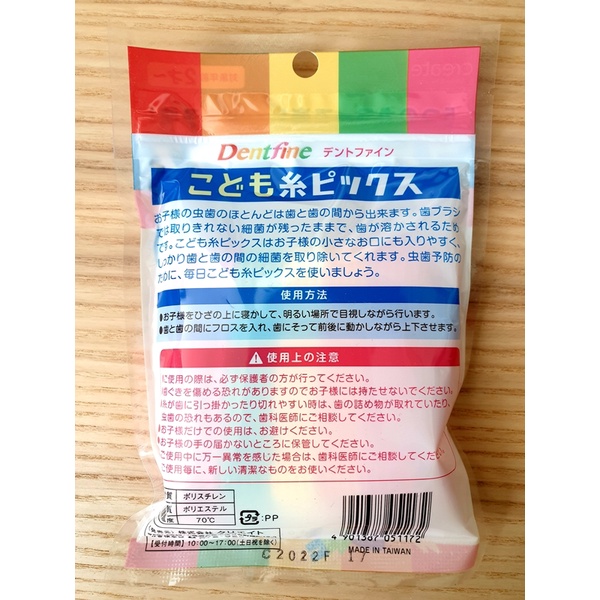 Dentfine デントファイン
こども糸ピックス
お子様の虫歯のほとんどは歯と歯の間から出来ます。歯ブラシ
では取りきれない細菌が残ったままで、歯が溶かされるため
です。こども糸ピックスはお子様の小さなお口にも入りやすく、
しっかり歯と歯の間の細菌を取り除いてくれます。虫歯予防の
ために、毎日こども糸ピックスを使いましょう。
使用方法
●お子様をひざの上に寝かして、明るい場所で目視しながら行います。
●歯と歯の間にフロスを入れ、歯にそって前後に動かしながら上下させます。
使用上の注意
ご使用の際は、必ず保護者の方が行ってください。
歯ぐきを傷める恐れがありますのでお子様には持たせないでください。
糸が歯に引っ掛かったり切れやすい時は、歯の詰め物が取れていたり、
虫歯の恐れもあるので、歯科医師にご相談してください。
お子様だけでの使用は、お避けください。
お子様の手の届かないところに保管してください。
ご使用中に万一異常を感じた場合は、歯科医師にご相談してください。
ご使用毎に、新しい清潔なものをお使いください。
質 ポリスチレン
質 ポリエステル
度 70℃
プラ :PP
【受付時間】10:00〜17:00(土日祝を除く)
4 901387 051172
MADE IN TAIWAN
C2022F 17